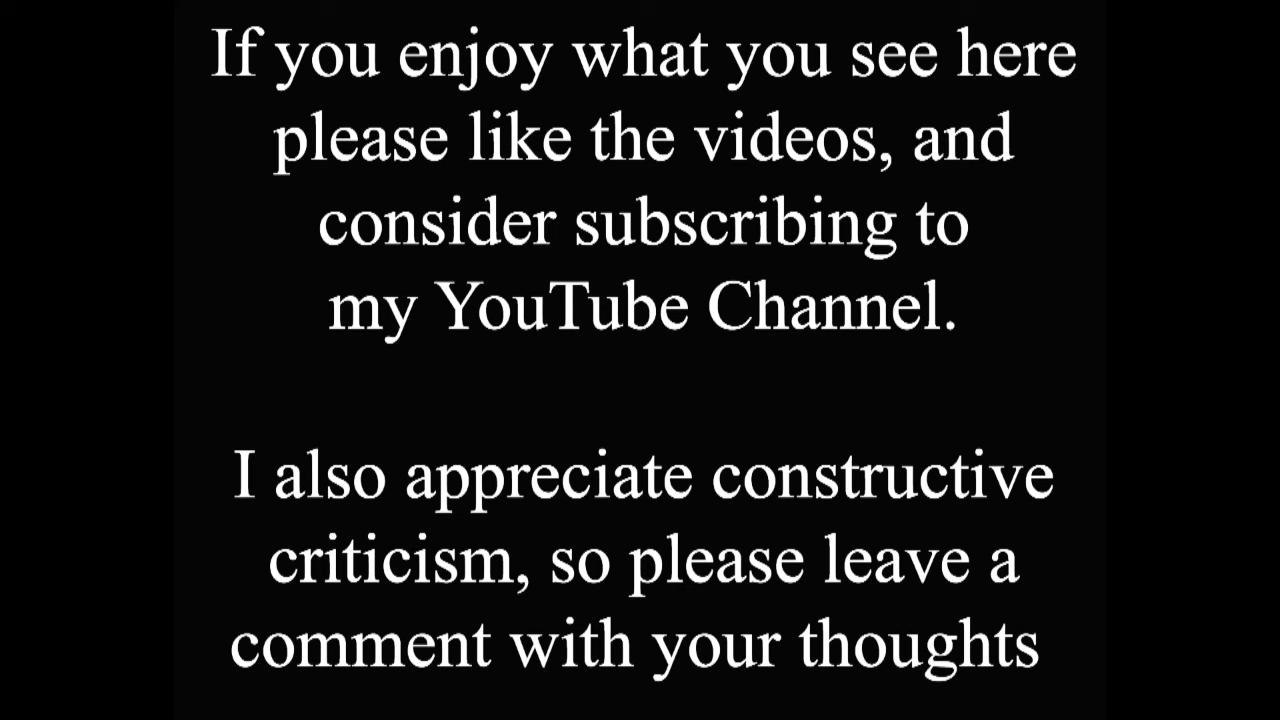 If you enjoy what you see here
please like the videos, and
consider subscribing to
my YouTube Channel.
I also appreciate constructive
criticism, so please leave a
comment with your thoughts